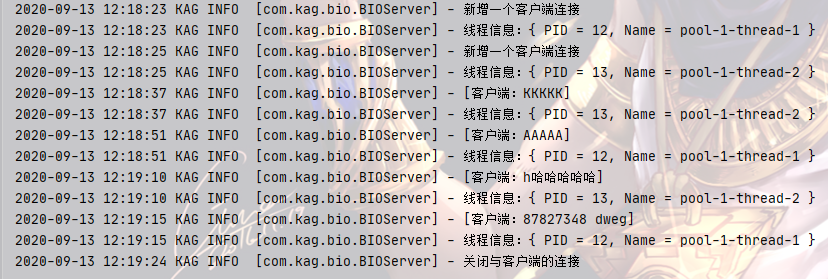 2020-09-13 12:18:23 KAG INFO  [com.kag.bio.BIOServer] - 新增一个客户端连接
2020-09-13 12:18:23 KAG INFO  [com.kag.bio.BIOServer] - 线程信息：{ PID = 12, Name = pool-1-thread-1 }
2020-09-13 12:18:25 KAG INFO  [com.kag.bio.BIOServer] - 新增一个客户端连接
2020-09-13 12:18:25 KAG INFO  [com.kag.bio.BIOServer] - 线程信息：{ PID = 13, Name = pool-1-thread-2 }
2020-09-13 12:18:37 KAG INFO  [com.kag.bio.BIOServer] - [客户端：KKKKK]
2020-09-13 12:18:37 KAG INFO  [com.kag.bio.BIOServer] - 线程信息：{ PID = 13, Name = pool-1-thread-2 }
2020-09-13 12:18:51 KAG INFO  [com.kag.bio.BIOServer] - [客户端：AAAAA]
2020-09-13 12:18:51 KAG INFO  [com.kag.bio.BIOServer] - 线程信息：{ PID = 12, Name = pool-1-thread-1 }
2020-09-13 12:19:10 KAG INFO  [com.kag.bio.BIOServer] - [客户端：h哈哈哈哈哈]
2020-09-13 12:19:10 KAG INFO  [com.kag.bio.BIOServer] - 线程信息：{ PID = 13, Name = pool-1-thread-2 }
2020-09-13 12:19:15 KAG INFO  [com.kag.bio.BIOServer] - [客户端：87827348 dweg]
2020-09-13 12:19:15 KAG INFO  [com.kag.bio.BIOServer] - 线程信息：{ PID = 12, Name = pool-1-thread-1 }
2020-09-13 12:19:24 KAG INFO  [com.kag.bio.BIOServer] - 关闭与客户端的连接